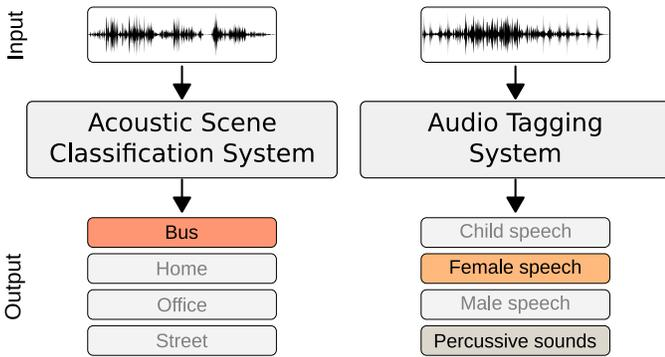 Input
Acoustic Scene
Classification System
Audio Tagging
System
Output
Bus
Home
Office
Street
Child speech
Female speech
Male speech
Percussive sounds